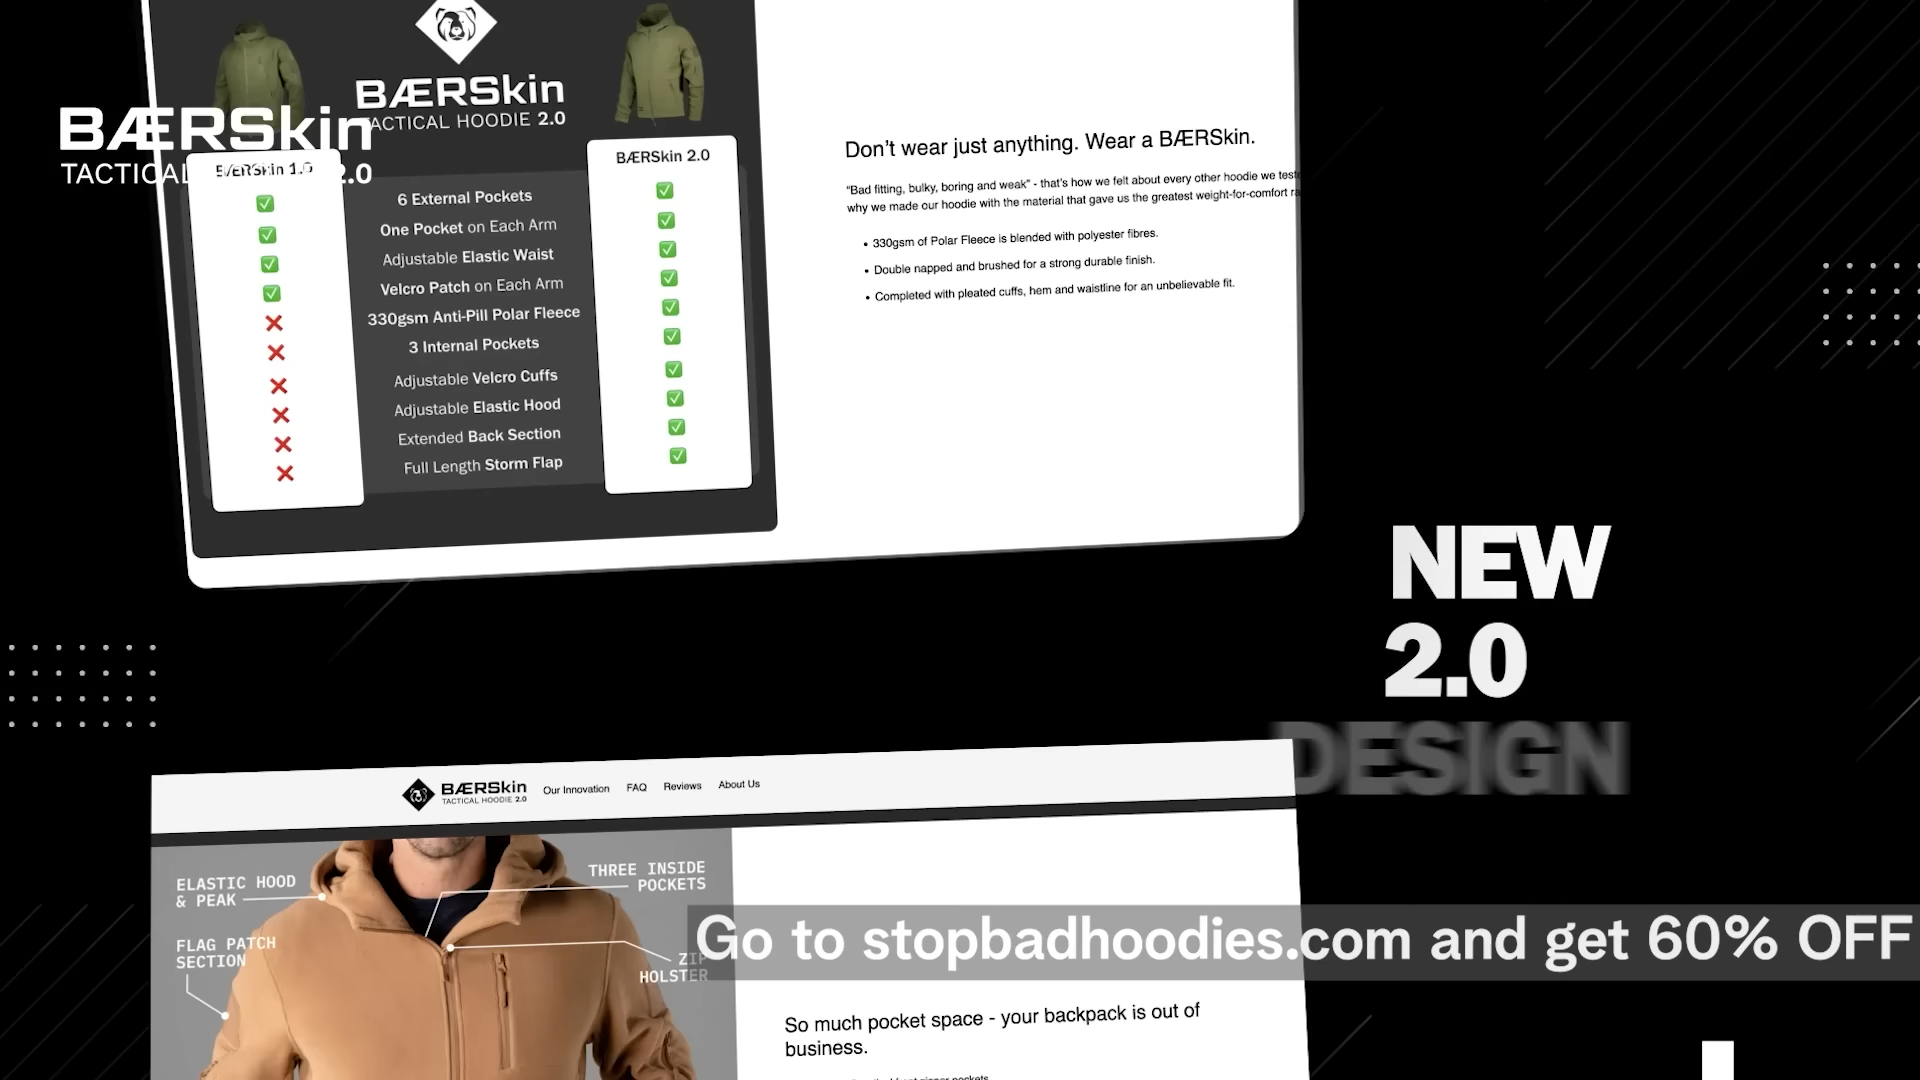 BÆRSkin
TACTICAL HOODIE 2.0
BÆRSkin
TACTICAL 2.0
BÆRSkin 1.0
BÆRSkin 2.0
6 External Pockets
One Pocket on Each Arm
Adjustable Elastic Waist
Velcro Patch on Each Arm
330gsm Anti-Pill Polar Fleece
3 Internal Pockets
Adjustable Velcro Cuffs
Adjustable Elastic Hood
Extended Back Section
Full Length Storm Flap
Don’t wear just anything. Wear a BÆRSkin.
“Bad fitting, bulky, boring and weak” - that’s how we felt about every other hoodie we
why we made our hoodie with the material that gave us the greatest weight-for-comfort
• 330gsm of Polar Fleece is blended with polyester fibres.
• Double napped and brushed for a strong durable finish.
• Completed with pleated cuffs, hem and waistline for an unbelievable fit.
NEW
2.0
DESIGN
BÆRSkin
TACTICAL HOODIE 2.0
Our Innovation FAQ Reviews About Us
ELASTIC HOOD
& PEAK
FLAG PATCH
SECTION
THREE INSIDE
POCKETS
ZIP
HOLSTER
Go to stopbadhoodies.com and get 60% OFF
So much pocket space - your backpack is out of
business.